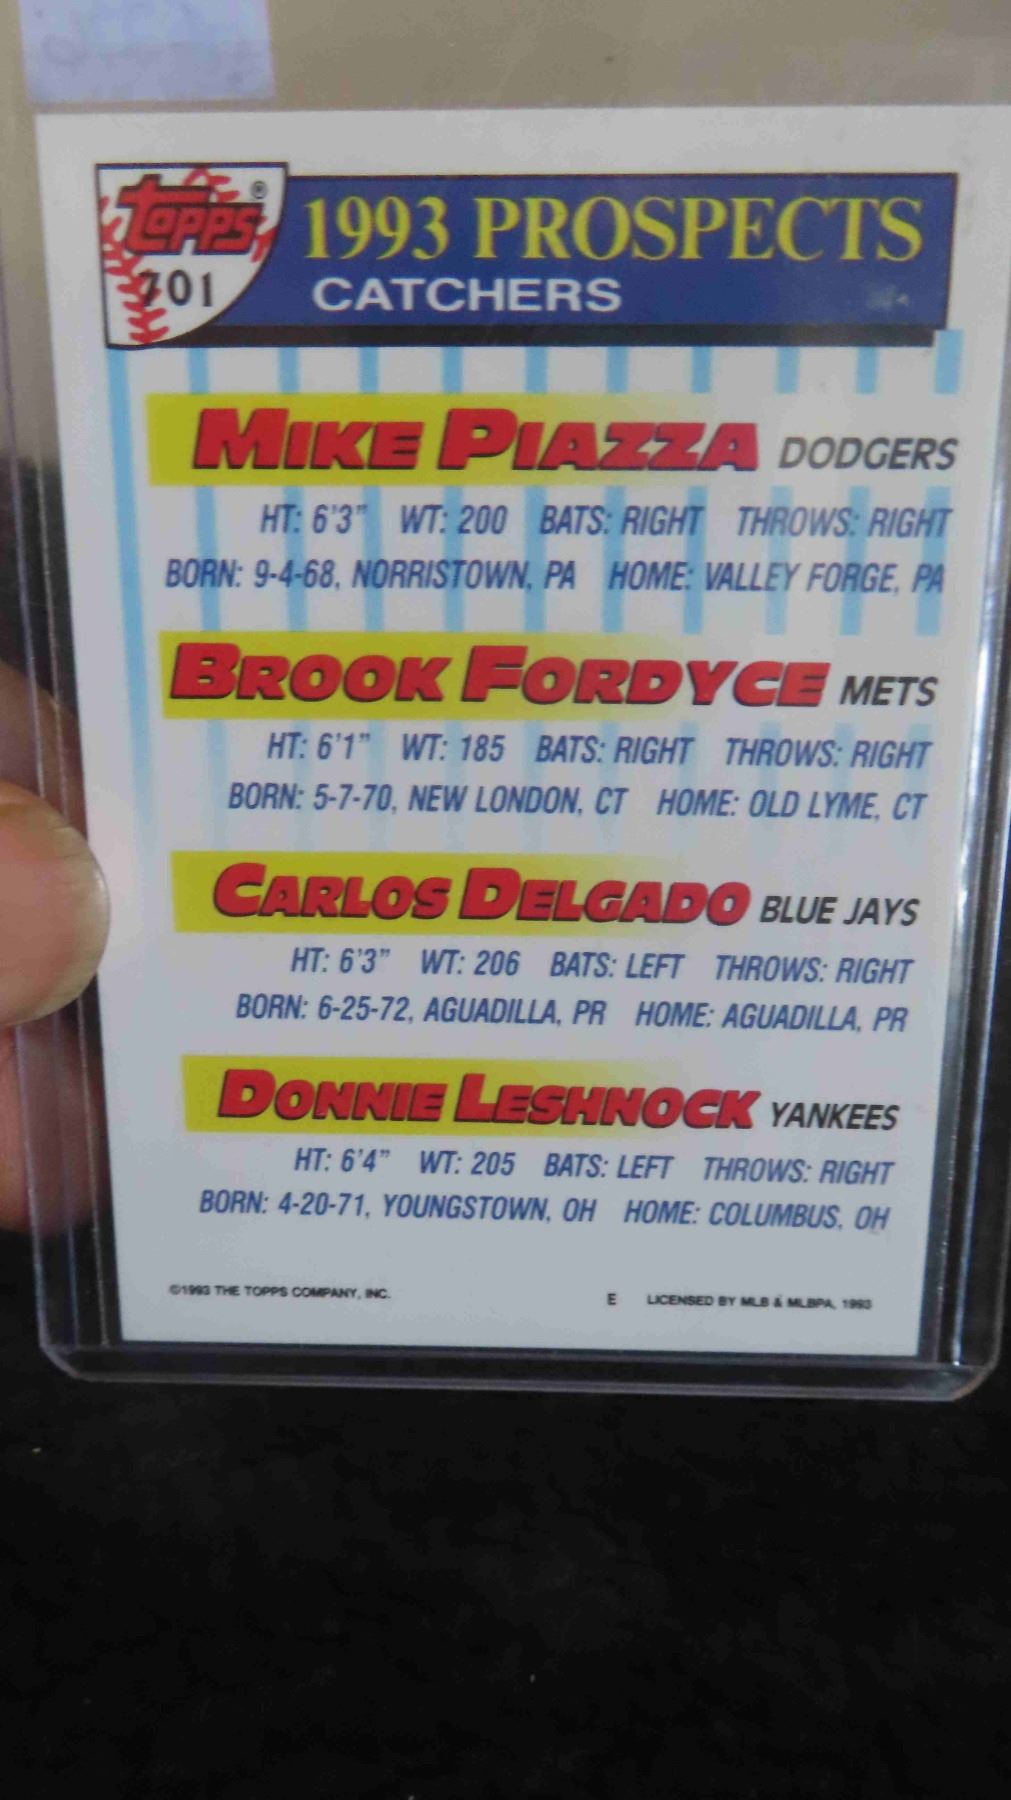 TOPPS®
701
1993 PROSPECTS
CATCHERS
MIKE PIAZZA DODGERS
HT: 6'3" WT: 200 BATS: RIGHT THROWS: RIGHT
BORN: 9-4-68, NORRISTOWN, PA HOME: VALLEY FORGE, PA
BROOK FORDYCE METS
HT: 6'1" WT: 185 BATS: RIGHT THROWS: RIGHT
BORN: 5-7-70, NEW LONDON, CT HOME: OLD LYME, CT
CARLOS DELGADO BLUE JAYS
HT: 6'3" WT: 206 BATS: LEFT THROWS: RIGHT
BORN: 6-25-72, AGUADILLA, PR HOME: AGUADILLA, PR
DONNIE LESHNOCK YANKEES
HT: 6'4" WT: 205 BATS: LEFT THROWS: RIGHT
BORN: 4-20-71, YOUNGSTOWN, OH HOME: COLUMBUS, OH
©1993 THE TOPPS COMPANY, INC. E LICENSED BY MLB & MLBPA, 1993